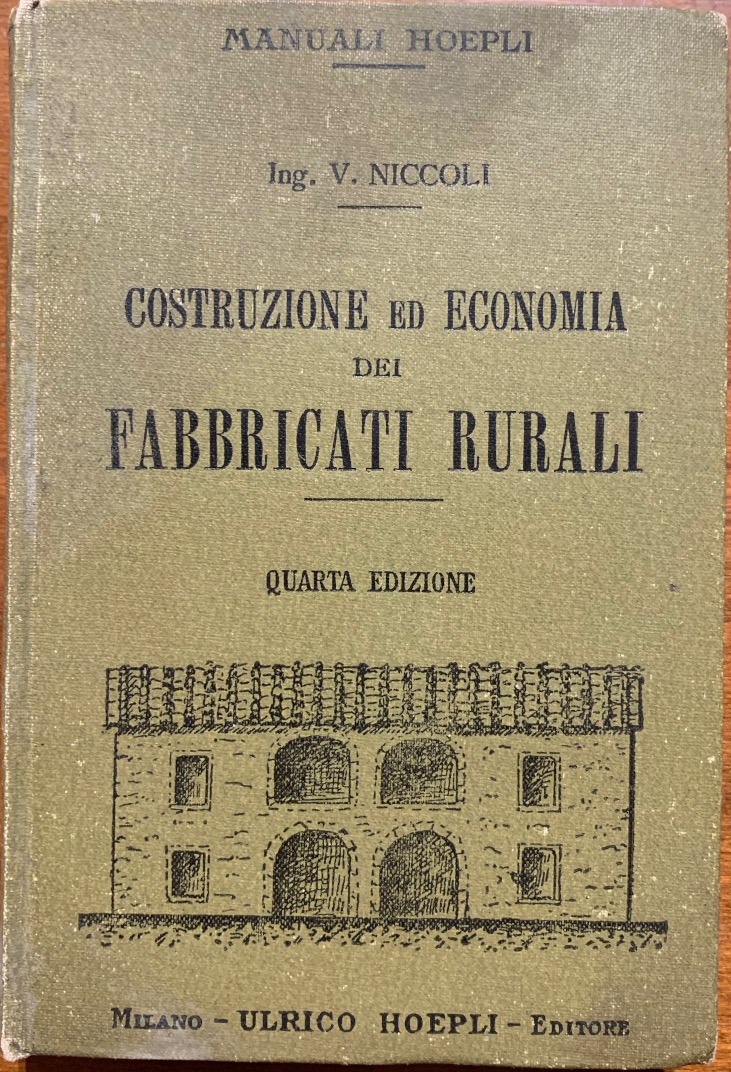 MANUALI HOEPLI
Ing. V. NICCOLI
COSTRUZIONE ED ECONOMIA
DEI
FABBRICATI RURALI
QUARTA EDIZIONE
MILANO – ULRICO HOEPLI – EDITORE